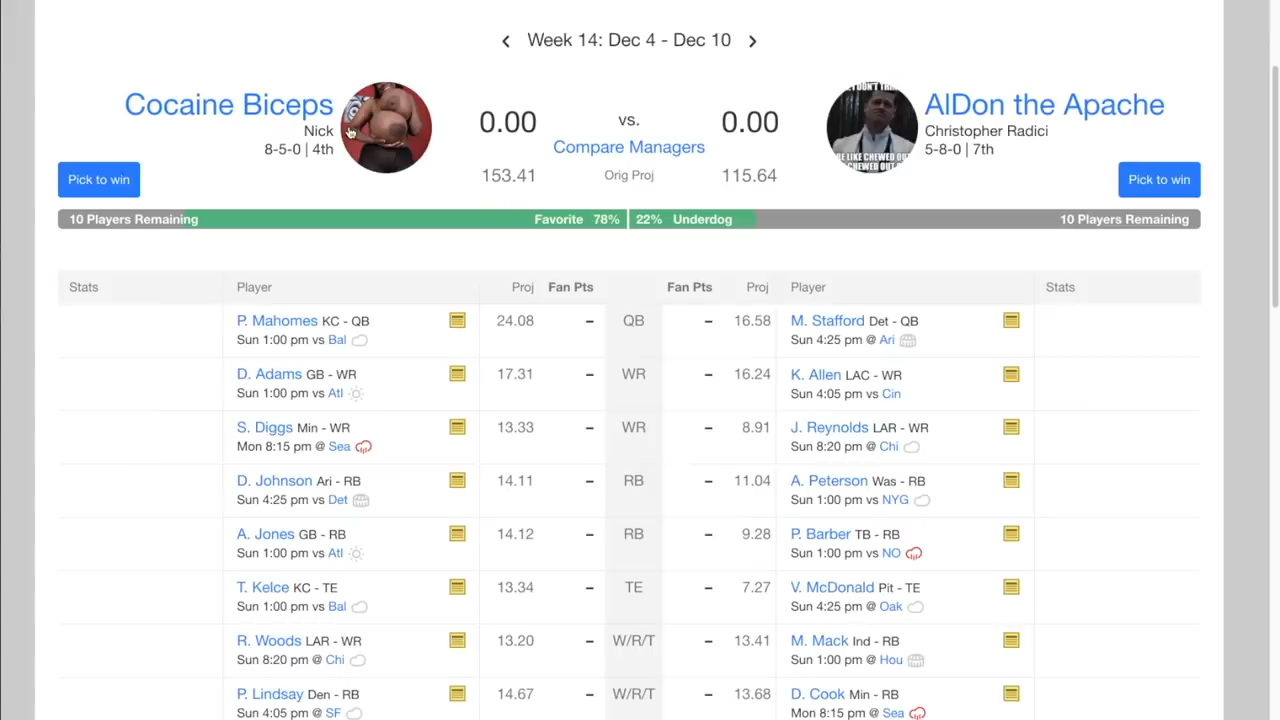 Week 14: Dec 4 - Dec 10
Cocaine Biceps
Nick
8-5-0 | 4th
0.00
vs.
0.00
Compare Managers
153.41
Orig Proj
115.64
AlDon the Apache
Christopher Radici
5-8-0 | 7th
Pick to win
Pick to win
10 Players Remaining
Favorite 78%
22% Underdog
10 Players Remaining
Stats Player Proj Fan Pts Fan Pts Proj Player Stats
P. Mahomes KC - QB 24.08 – QB – 16.58 M. Stafford Det - QB
Sun 1:00 pm vs Bal Sun 4:25 pm @ Ari
D. Adams GB - WR 17.31 – WR – 16.24 K. Allen LAC - WR
Sun 1:00 pm vs Atl Sun 4:05 pm vs Cin
S. Diggs Min - WR 13.33 – WR – 8.91 J. Reynolds LAR - WR
Mon 8:15 pm @ Sea Sun 8:20 pm @ Chi
D. Johnson Ari - RB 14.11 – RB – 11.04 A. Peterson Was - RB
Sun 4:25 pm vs Det Sun 1:00 pm vs NYG
A. Jones GB - RB 14.12 – RB – 9.28 P. Barber TB - RB
Sun 1:00 pm vs Atl Sun 1:00 pm vs NO
T. Kelce KC - TE 13.34 – TE – 7.27 V. McDonald Pit - TE
Sun 1:00 pm vs Bal Sun 4:25 pm @ Oak
R. Woods LAR - WR 13.20 – W/R/T – 13.41 M. Mack Ind - RB
Sun 8:20 pm @ Chi Sun 1:00 pm @ Hou
P. Lindsay Den - RB 14.67 – W/R/T – 13.68 D. Cook Min - RB
Sun 4:05 pm @ SF Mon 8:15 pm @ Sea